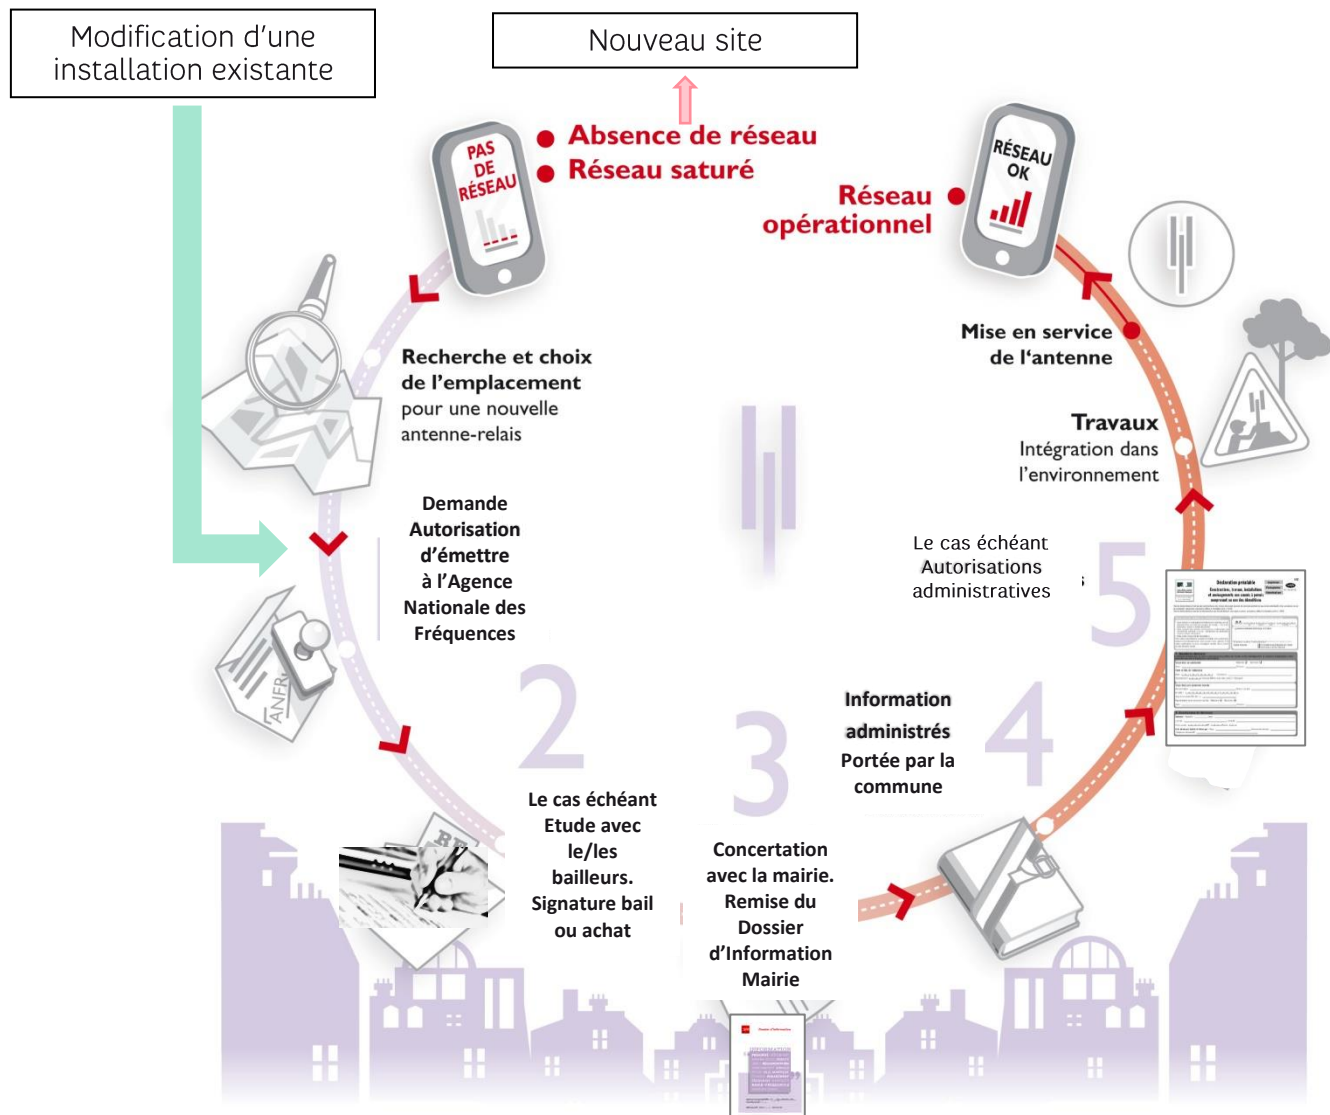 Modification d'une
installation existante
Nouveau site
Absence de réseau
Réseau saturé
PAS
DE
RÉSEAU
RÉSEAU
OK
Réseau
opérationnel
Recherche et choix
de l'emplacement
pour une nouvelle
antenne-relais
Mise en service
de l'antenne
Travaux
Intégration dans
l'environnement
Demande
Autorisation
d'émettre
à l'Agence
Nationale des
Fréquences
ANFR
Le cas échéant
Autorisations
administratives
5
Déclaration préalable
2
Le cas échéant
Etude avec
le/les
bailleurs.
Signature bail
ou achat
3
Concertation
avec la mairie.
Remise du
Dossier
d'Information
Mairie
4
Information
administrés
Portée par la
commune
Dossier d'Information